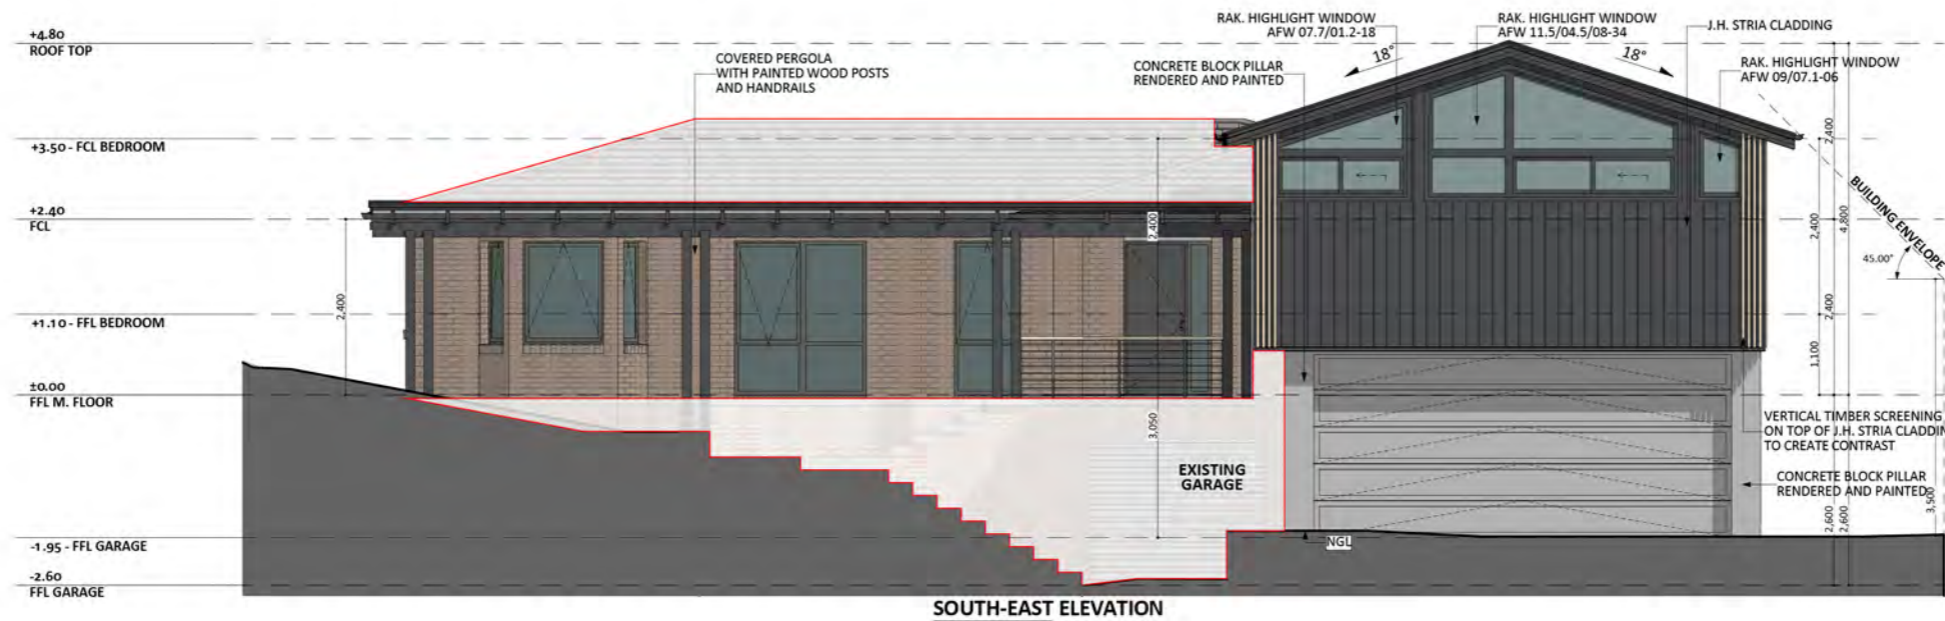 +4.80
ROOF TOP
+3.50 - FCL BEDROOM
+2.40
FCL
+1.10 - FFL BEDROOM
±0.00
FFL M. FLOOR
-1.95 - FFL GARAGE
-2.60
FFL GARAGE
COVERED PERGOLA
WITH PAINTED WOOD POSTS
AND HANDRAILS
CONCRETE BLOCK PILLAR
RENDERED AND PAINTED
RAK. HIGHLIGHT WINDOW
AFW 07.7/01.2-18
RAK. HIGHLIGHT WINDOW
AFW 11.5/04.5/08-34
J.H. STRIA CLADDING
RAK. HIGHLIGHT WINDOW
AFW 09/07.1-06
18°
18°
2,400
2,400
3,050
2,400
2,400
2,400
1,100
2,600
4,800
2,600
BUILDING ENVELOPE
45.00°
3,500
VERTICAL TIMBER SCREENING
ON TOP OF J.H. STRIA CLADDIN
TO CREATE CONTRAST
CONCRETE BLOCK PILLAR
RENDERED AND PAINTED
EXISTING
GARAGE
NGL
SOUTH-EAST ELEVATION